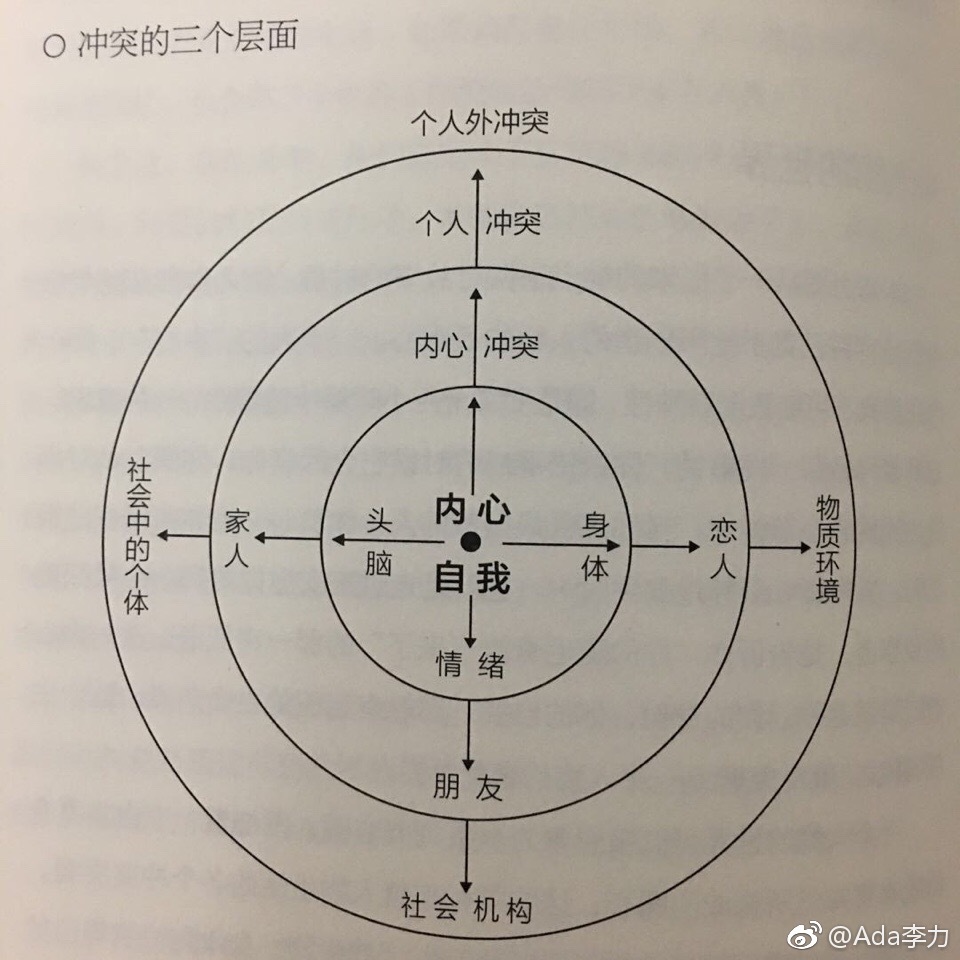 冲突的三个层面
个人外冲突
个人 冲突
内心 冲突
内心
自我
头脑
身体
情绪
家人
恋人
朋友
社会中的个体
物质环境
社会 机构
@Ada李力